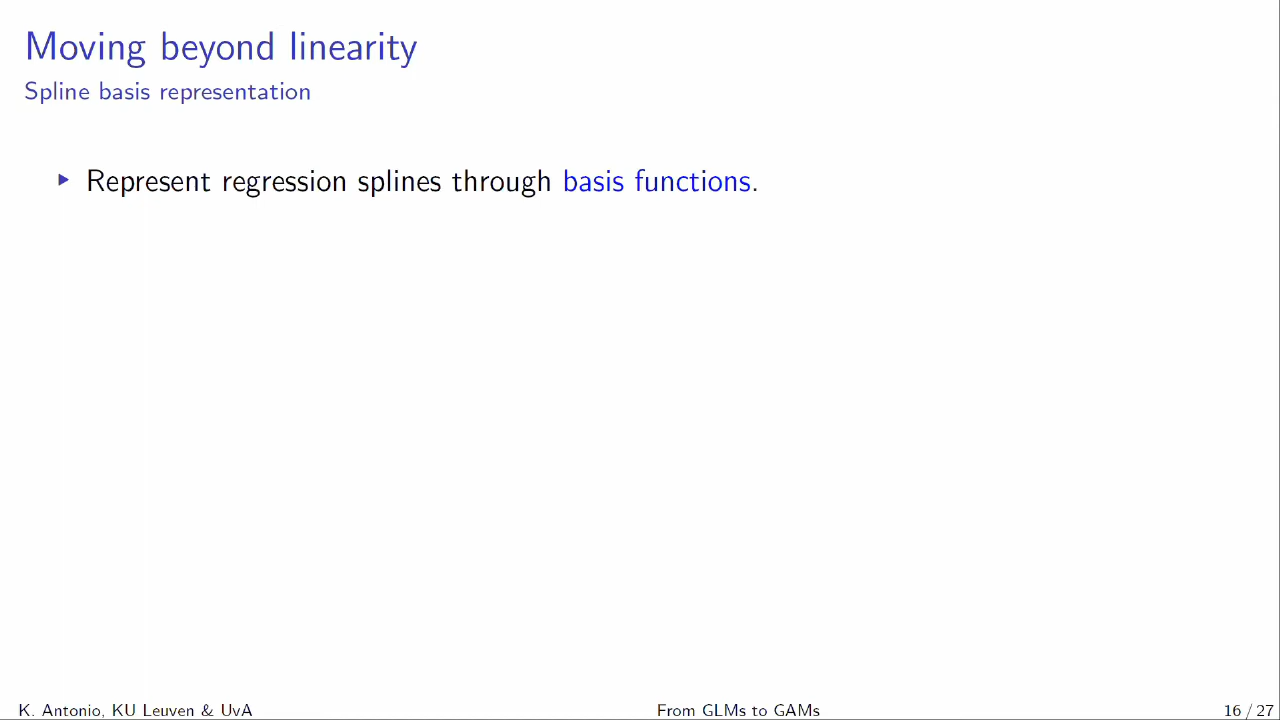 Moving beyond linearity
Spline basis representation
▶ Represent regression splines through basis functions.
K. Antonio, KU Leuven & UvA From GLMs to GAMs 16 / 27